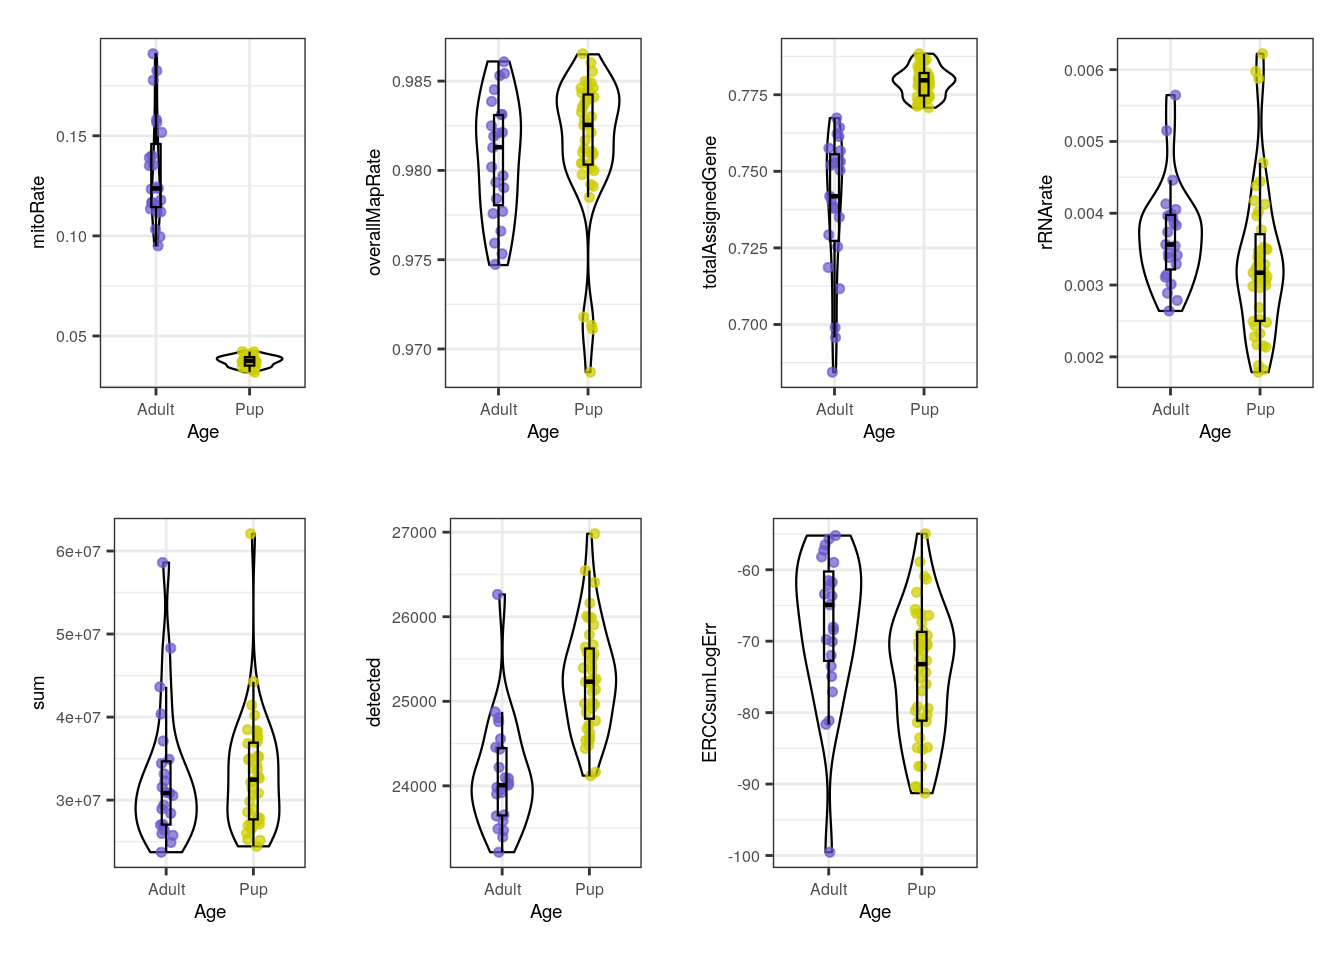 mitoRate
0.15
0.10
0.05
Adult Pup
Age
overallMapRate
0.985
0.980
0.975
0.970
Adult Pup
Age
totalAssignedGene
0.775
0.750
0.725
0.700
Adult Pup
Age
rRNArate
0.006
0.005
0.004
0.003
0.002
Adult Pup
Age
sum
6e+07
5e+07
4e+07
3e+07
Adult Pup
Age
detected
27000
26000
25000
24000
Adult Pup
Age
ERCCsumLogErr
-60
-70
-80
-90
-100
Adult Pup
Age